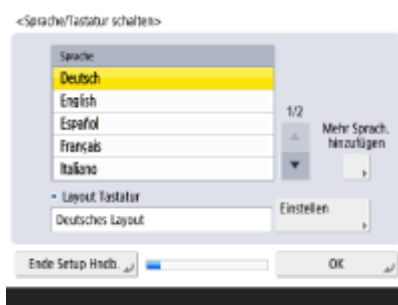 <Sprache/Tastatur schalten>
Sprache
Deutsch
English
Español
Français
Italiano
1/2
Mehr Sprach.
hinzufügen
Layout Tastatur
Deutsches Layout
Einstellen
Ende Setup Hndb.
OK